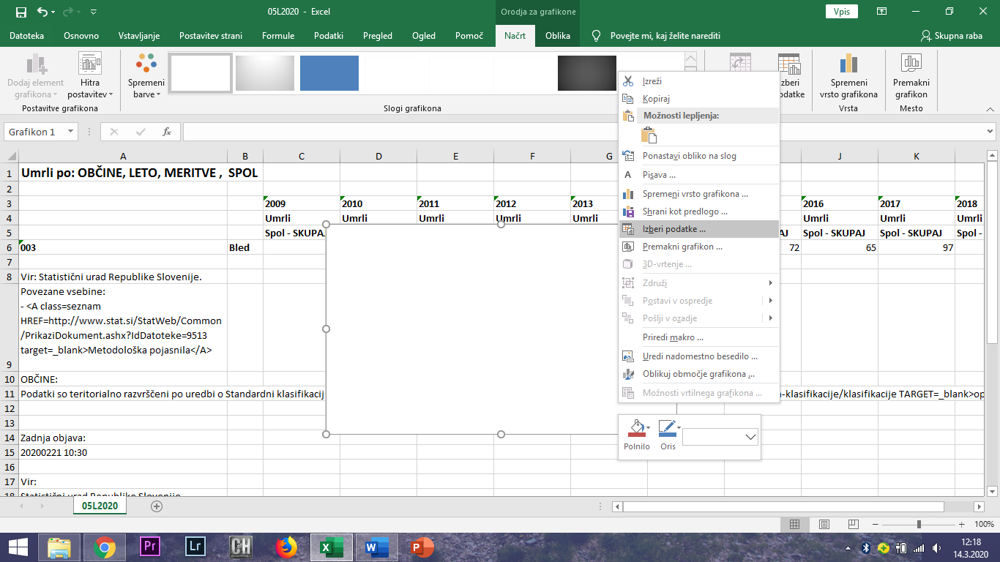 05L2020 - Excel
Orodja za grafikone
Vpis
Datoteka Osnovno Vstavljanje Postavitev strani Formule Podatki Pregled Ogled Pomoč Načrt Oblika Povejte mi, kaj želite narediti Skupna raba
Dodaj element grafikona
Hitra postavitev
Spremeni barve
Izberi podatke
Spremeni vrsto grafikona
Premakni grafikon
Postavitve grafikona Slogi grafikona Vrsta Mesto
Grafikon 1
fx
A B C D E F G J K
1 Umrli po: OBČINE, LETO, MERITVE , SPOL
2
3 2009 2010 2011 2012 2013 2016 2017 2018
4 Umrli Umrli Umrli Umrli Umrli Umrli Umrli Umrli
5 Spol - SKUPAJ AJ Spol - SKUPAJ Spol - SKUPAJ Spol -
6 003 Bled 72 65 97
7
8 Vir: Statistični urad Republike Slovenije.
Povezane vsebine:
- <A class=seznam
HREF=http://www.stat.si/StatWeb/Common
/PrikaziDokument.ashx?IdDatoteke=9513
target=_blank>Metodološka pojasnila</A>
9
10 OBČINE:
11 Podatki so teritorialno razvrščeni po uredbi o Standardni klasifikacij -klasifikacije/klasifikacije TARGET=_blank>op
12
13
14 Zadnja objava:
15 20200221 10:30
16
17 Vir:
18 Statistični urad Republike Slovenije
Izreži
Kopiraj
Možnosti lepljenja:
Ponastavi obliko na slog
Pisava ...
Spremeni vrsto grafikona ...
Shrani kot predlogo ...
Izberi podatke ...
Premakni grafikon ...
3D-vrtenje ...
Združi
Postavi v ospredje
Pošlji v ozadje
Priredi makro ...
Uredi nadomestno besedilo ...
Oblikuj območje grafikona ...
Možnosti vrtilnega grafikona ...
Polnilo Oris
05L2020
100%
Pr Lr C H
12:18
14.3.2020